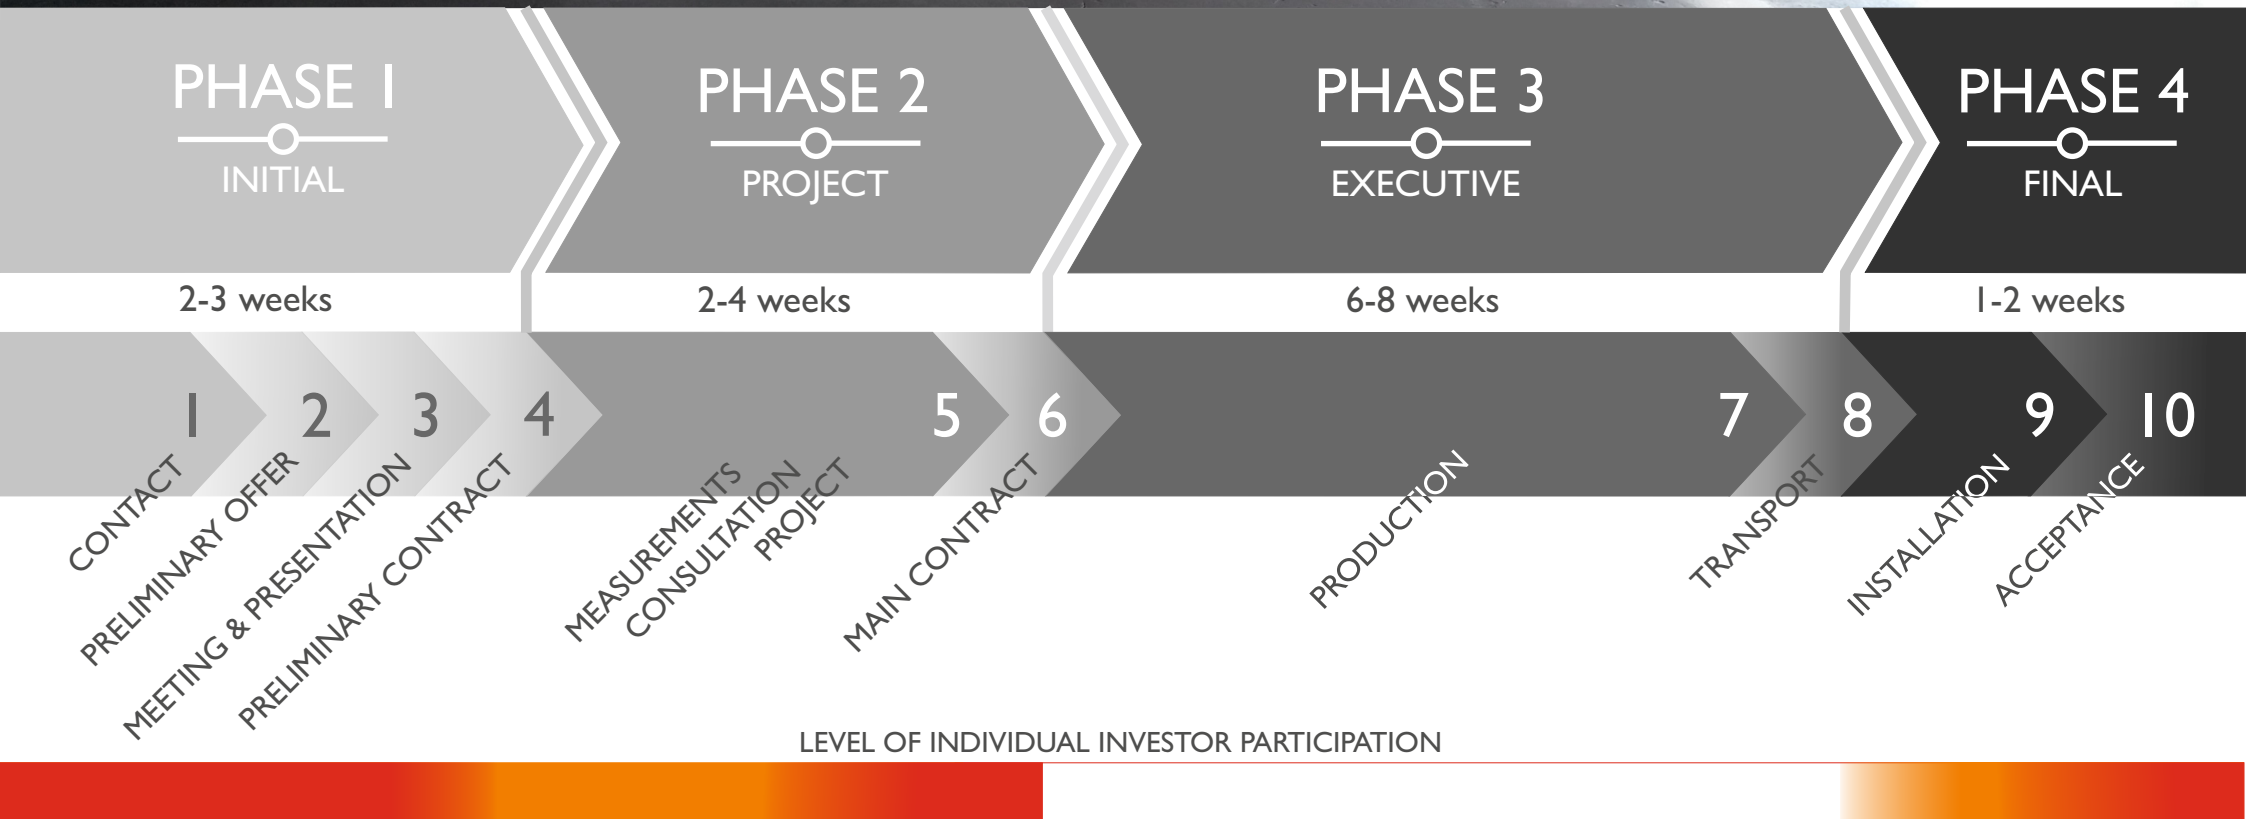 PHASE 1
INITIAL
PHASE 2
PROJECT
PHASE 3
EXECUTIVE
PHASE 4
FINAL
2-3 weeks
2-4 weeks
6-8 weeks
1-2 weeks
1
2
3
4
5
6
7
8
9
10
CONTACT
PRELIMINARY OFFER
MEETING & PRESENTATION
PRELIMINARY CONTRACT
MEASUREMENTS
CONSULTATION
PROJECT
MAIN CONTRACT
PRODUCTION
TRANSPORT
INSTALLATION
ACCEPTANCE
LEVEL OF INDIVIDUAL INVESTOR PARTICIPATION